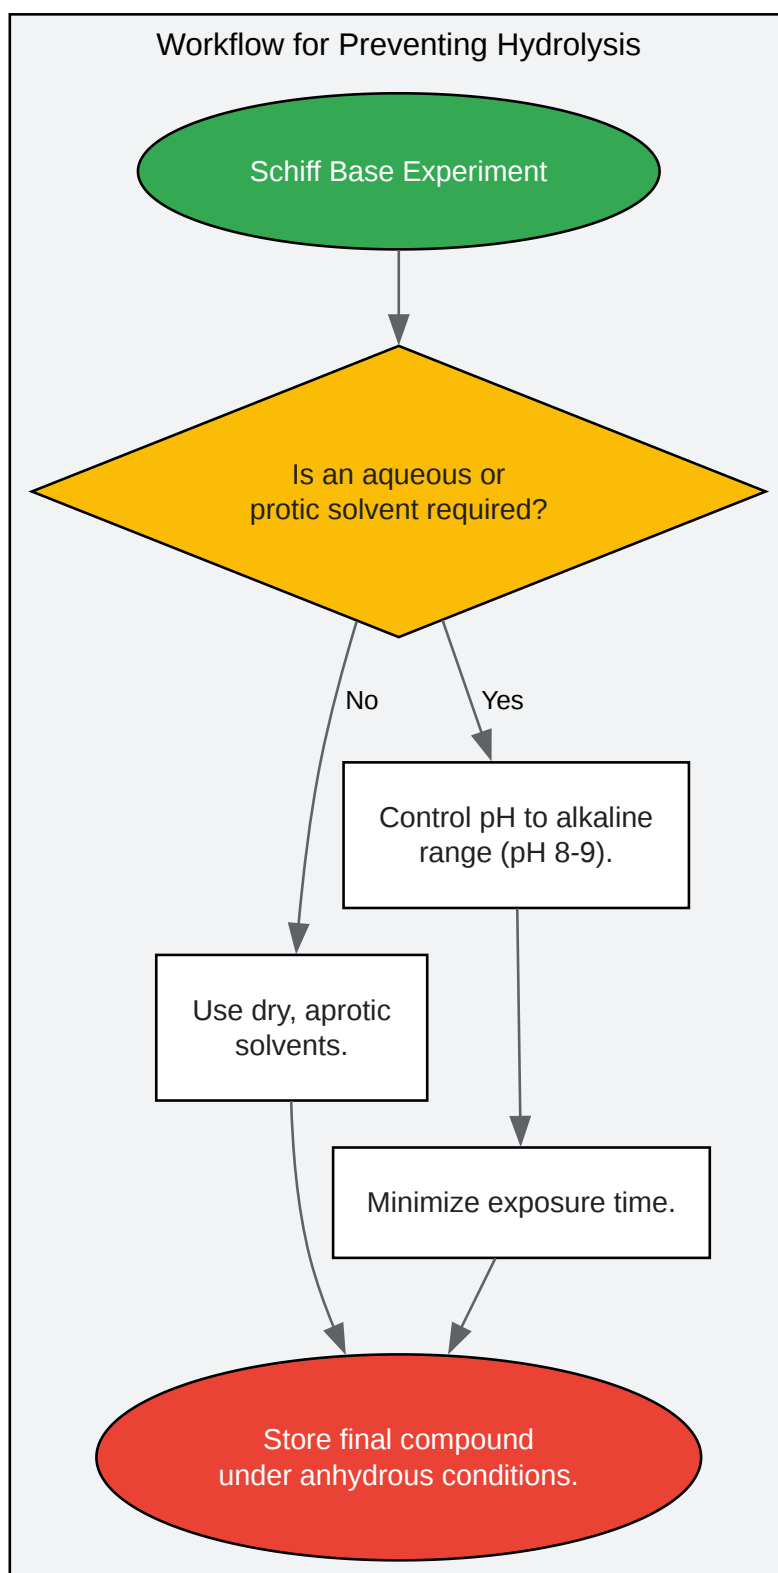 Workflow for Preventing Hydrolysis
Schiff Base Experiment
Is an aqueous or
protic solvent required?
No
Yes
Control pH to alkaline
range (pH 8-9).
Use dry, aprotic
solvents.
Minimize exposure time.
Store final compound
under anhydrous conditions.